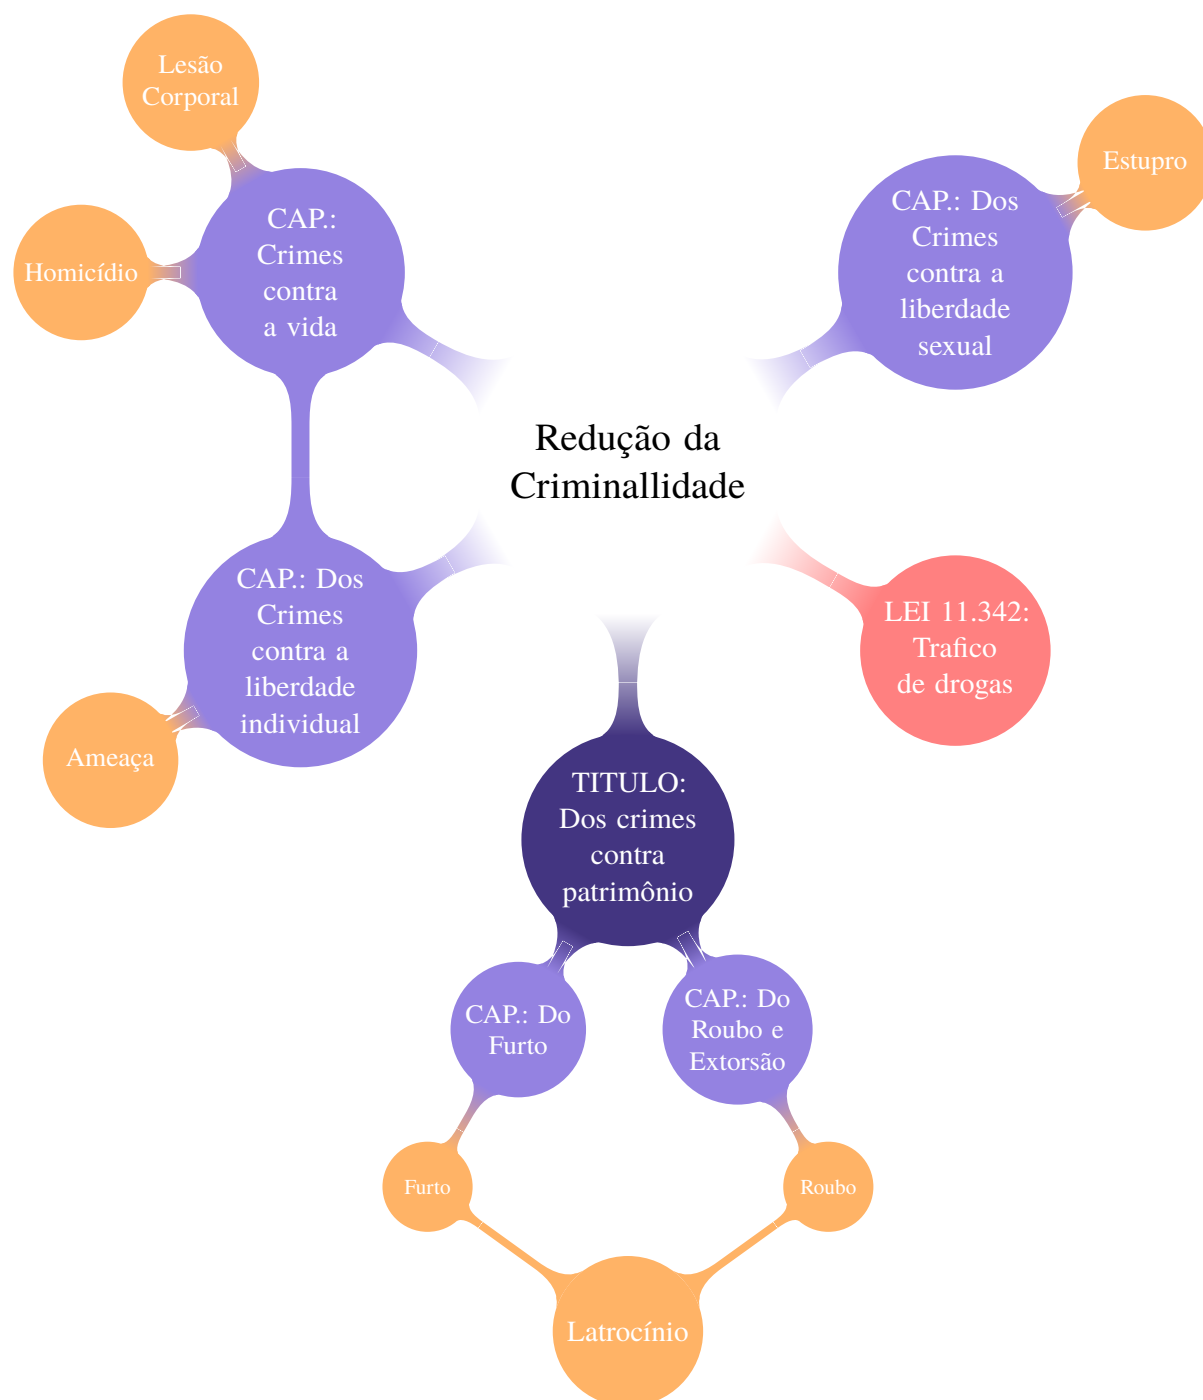 Lesão
Corporal
Estupro
CAP.:
Crimes
contra
a vida
CAP.: Dos
Crimes
contra a
liberdade
sexual
Homicídio
Redução da
Criminallidade
CAP.: Dos
Crimes
contra a
liberdade
individual
LEI 11.342:
Trafico
de drogas
Ameaça
TITULO:
Dos crimes
contra
patrimônio
CAP.: Do
Furto
CAP.: Do
Roubo e
Extorsão
Furto
Roubo
Latrocínio